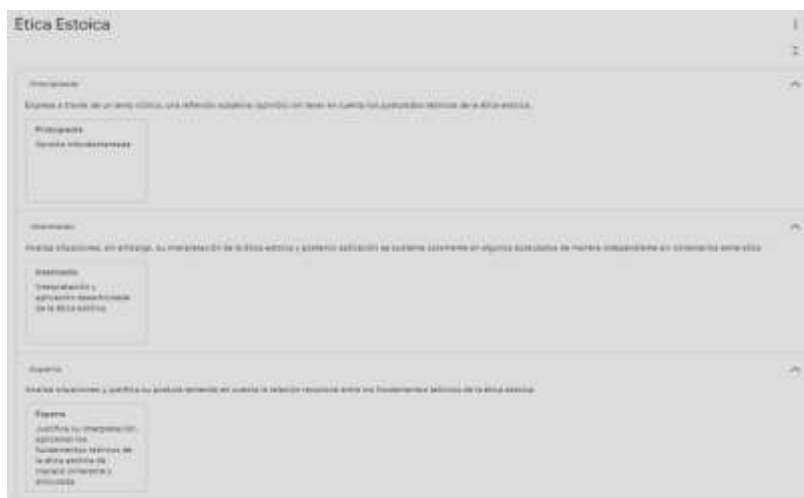 Ética Estoica
Principiante
Expresa a través de un texto icónico, una reflexión subjetiva (opinión) sin tener en cuenta los postulados teóricos de la ética estoica.
Principiante
Opinión infundamentada
Intermedio
Analiza situaciones, sin embargo, su interpretación de la ética estoica y posterior aplicación se sustenta solamente en algunos postulados de manera independiente sin conectarlos entre ellos
Intermedio
Interpretación y
aplicación desarticulada
de la ética estoica.
Experto
Analiza situaciones y justifica su postura teniendo en cuenta la relación recíproca entre los fundamentos teóricos de la ética estoica.
Experto
Justifica su interpretación,
aplicando los
fundamentos teóricos de
la ética estoica de
manera coherente y
articulada